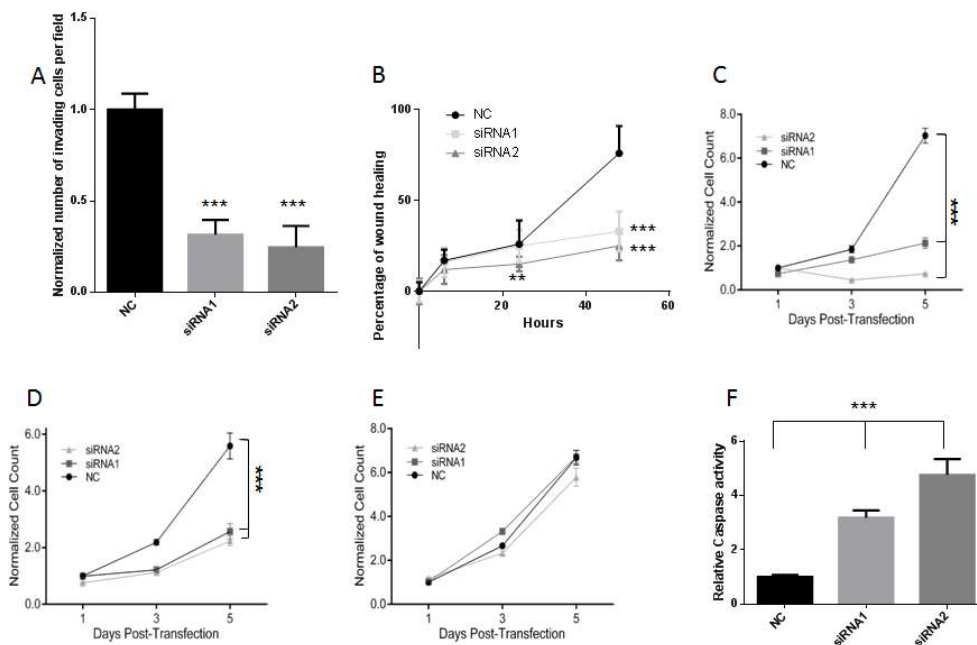 A
Normalized number of invading cells per field
1.5
1.0
0.5
0.0
***
***
NC
siRNA1
siRNA2
B
Percentage of wound healing
100
50
0
NC
siRNA1
siRNA2
***
***
**
20
40
60
Hours
C
Normalized Cell Count
8.0
6.0
4.0
2.0
0.0
siRNA2
siRNA1
NC
***
1
3
5
Days Post-Transfection
D
Normalized Cell Count
6.0
4.0
2.0
0.0
siRNA2
siRNA1
NC
***
1
3
5
Days Post-Transfection
E
Normalized Cell Count
8.0
6.0
4.0
2.0
0.0
siRNA2
siRNA1
NC
1
3
5
Days Post-Transfection
F
***
Relative Caspase activity
6
4
2
0
NC
siRNA1
siRNA2